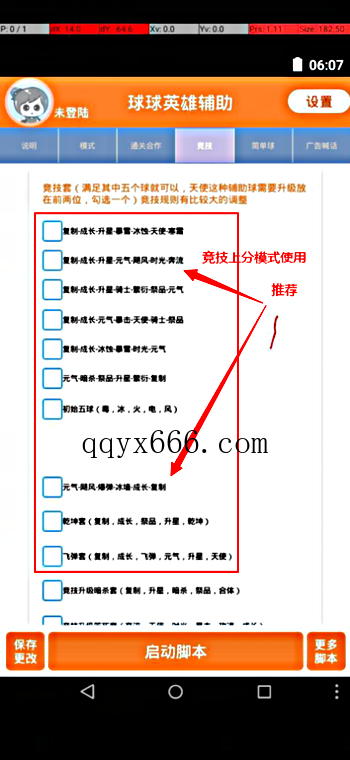 P: 0 / 1 dX: 14.0 dY: 64.6 Xv: 0.0 Yv: 0.0 Prs: 1.11 Size: 182.50
06:07
未登陆 球球英雄辅助 设置
说明 模式 通关合作 竞技 简单球 广告喊话
竞技套（满足其中五个球就可以，天使这种辅助球需要升级放
在前两位，勾选一个）竞技规则有比较大的调整
复制-成长-升星-暴雪-冰蚀-天使-寒霜
竞技上分模式使用
复制-成长-升星-元气-飓风-时光-奔流
推荐
复制-成长-升星-骑士-繁衍-祭品-元气
复制-成长-元气-暴击-天使-骑士-祭品
复制-成长-冰蚀-暴雪-时光-元气
元气-暗杀-祭品-升星-繁衍-复制
初始五球（毒，冰，火，电，风）
qqyx666.com
元气-飓风-爆弹-冰墙-成长-复制
乾坤套（复制，成长，祭品，升星，乾坤）
飞弹套（复制，成长，飞弹，元气，升星，天使）
竞技升级暗杀套（复制，升星，暗杀，祭品，合体）
保存
更改
启动脚本
更多
脚本